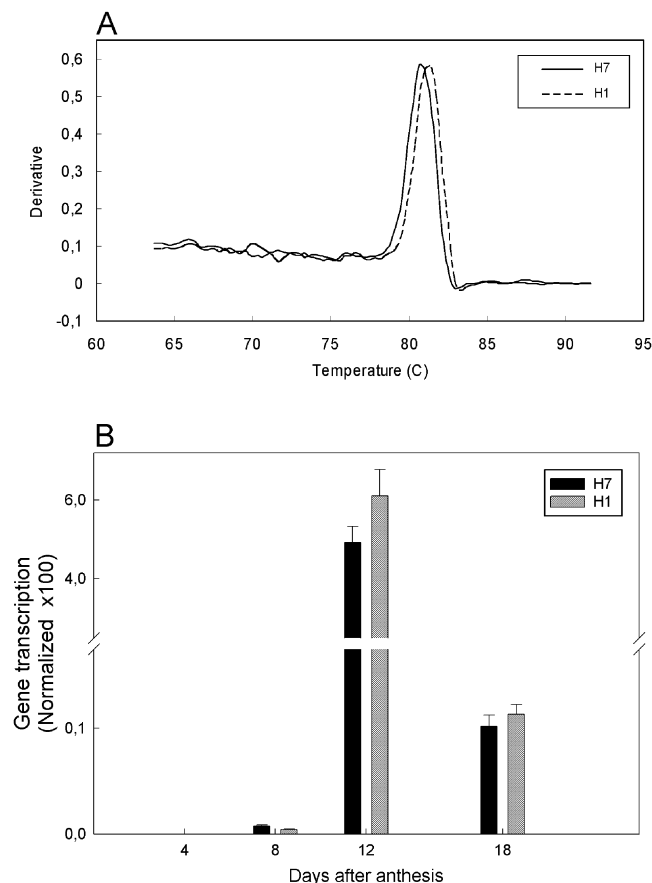 A
0,6
0,5
0,4
0,3
0,2
0,1
0
-0,1
Derivative
H7
H1
60
65
70
75
80
85
90
95
Temperature (C)
B
6,0
4,0
0,1
0,0
Gene transcription
(Normalized x100)
H7
H1
4
8
12
18
Days after anthesis